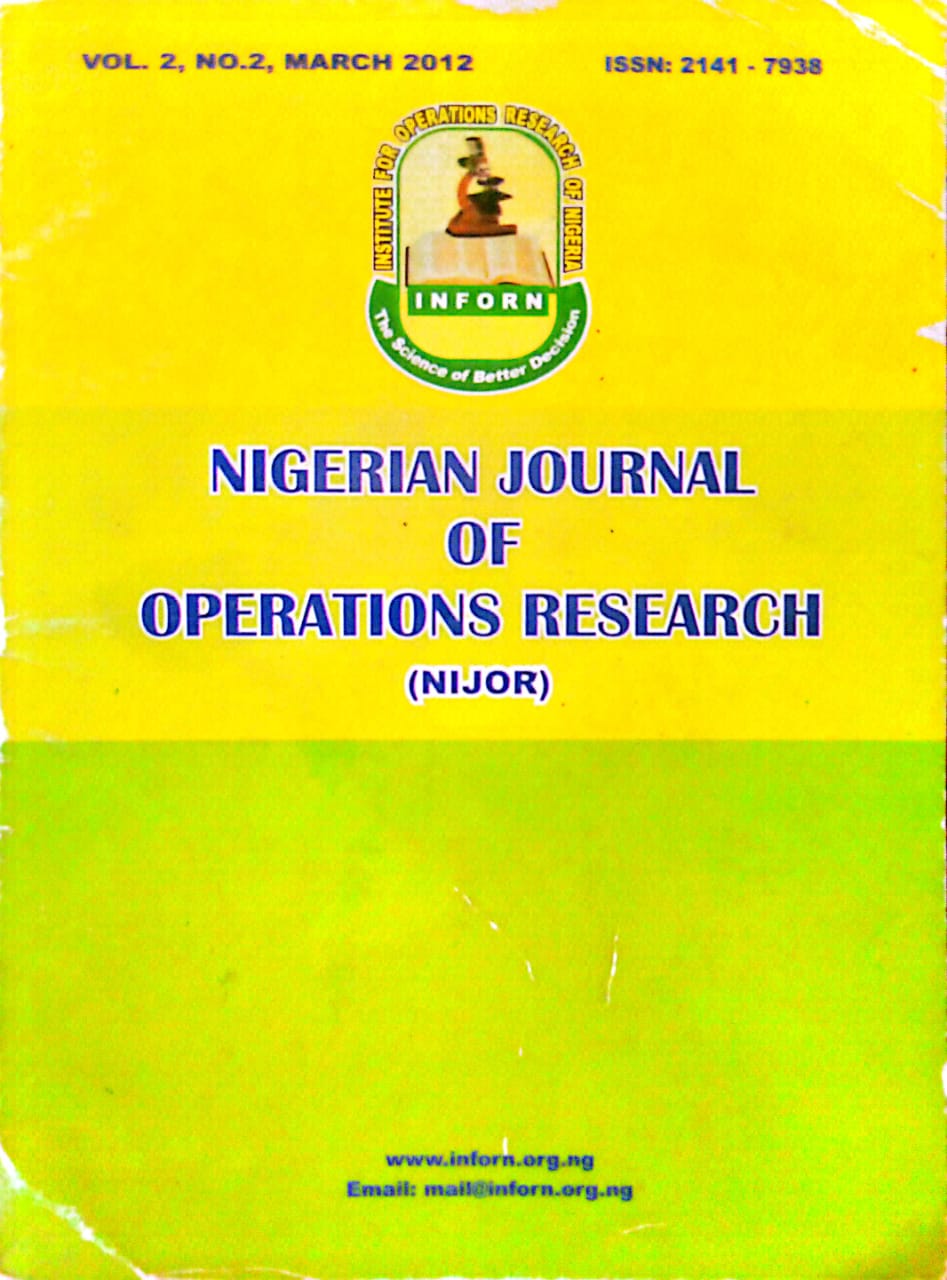 VOL. 2, NO.2, MARCH 2012
ISSN: 2141 - 7938
INSTITUTE FOR OPERATIONS RESEARCH OF NIGERIA
INFORN
The Science of Better Decision
NIGERIAN JOURNAL
OF
OPERATIONS RESEARCH
(NIJOR)
www.inforn.org.ng
Email: mail@inforn.org.ng